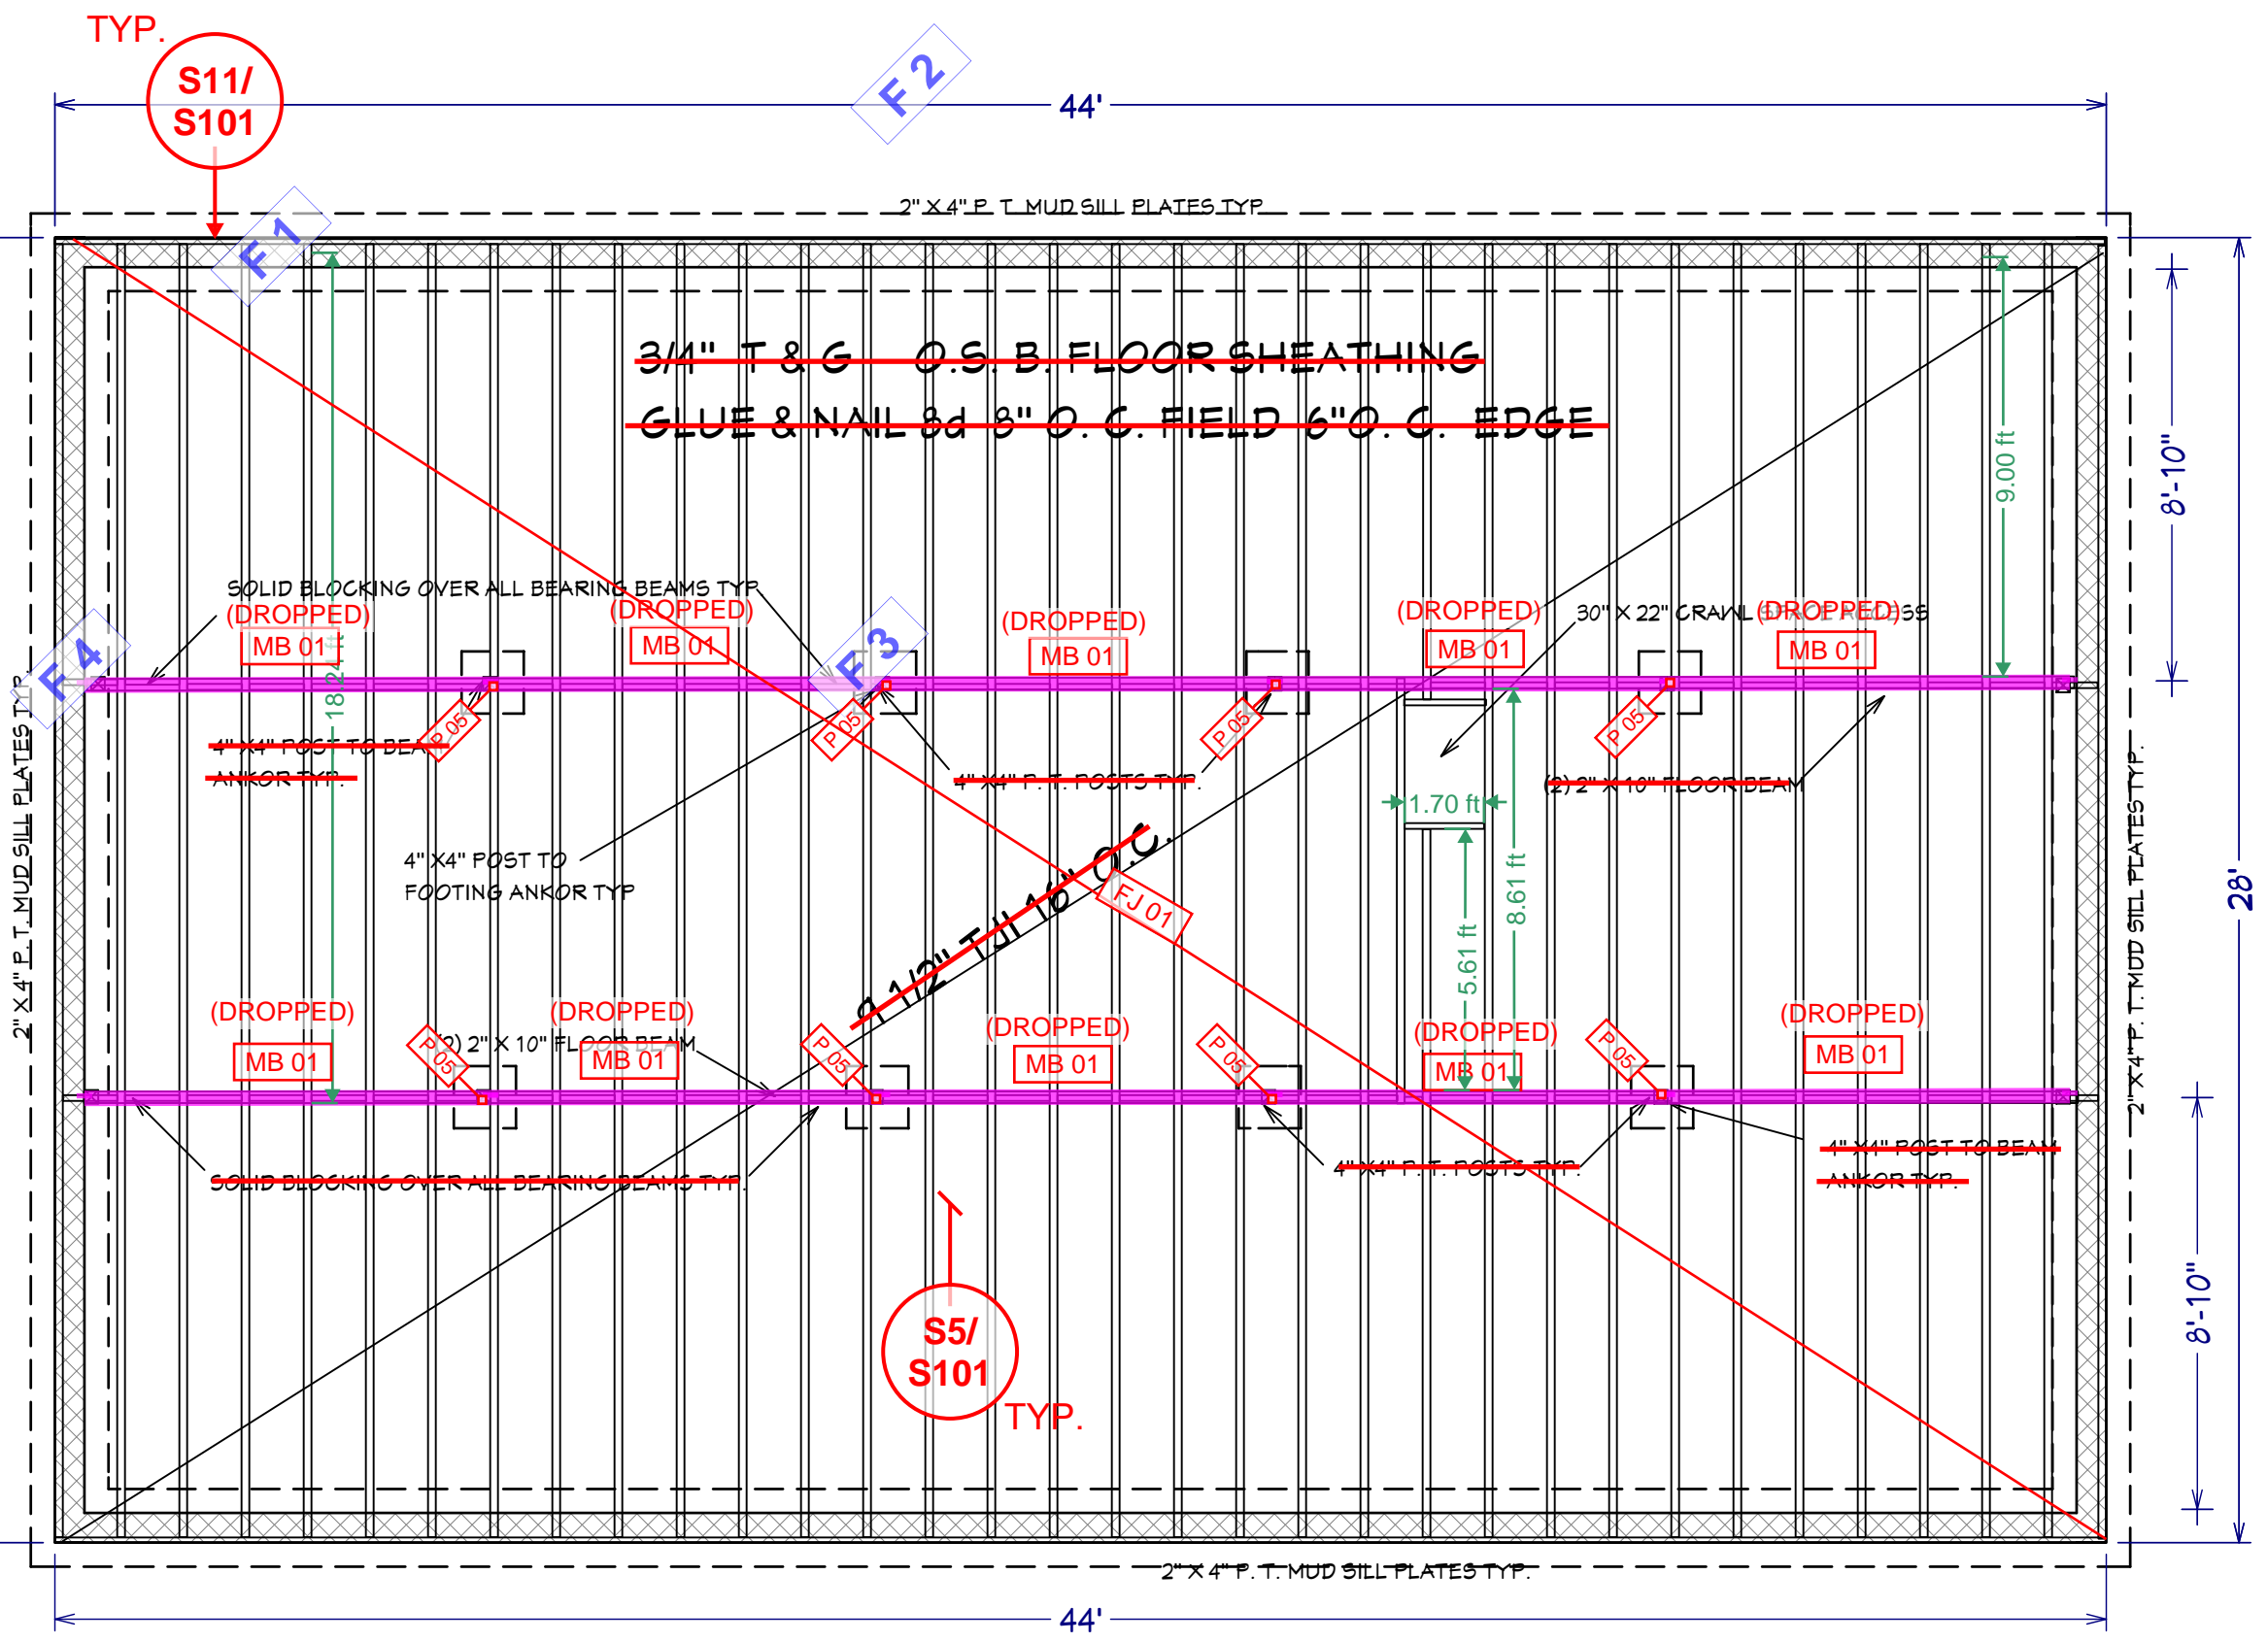 TYP.
S11/
S101
F 2
44'
2" X 4" P. T. MUD SILL PLATES TYP.
F 1
3/4" T & G O.S. B. FLOOR SHEATHING
GLUE & NAIL 8d 8" O. C. FIELD 6"O. C. EDGE
9.00 ft
8'-10"
SOLID BLOCKING OVER ALL BEARING BEAMS TYP.
(DROPPED)
MB 01
(DROPPED)
MB 01
(DROPPED)
MB 01
(DROPPED)
MB 01
30" X 22" CRAWL SPACE ACCESS
(DROPPED)
MB 01
F 4
F 3
18.24 ft
P 05
P 05
P 05
P 05
4" X4" POST TO BEAM
ANKOR TYP.
4" X4" P. T. POSTS TYP.
(2) 2" X 10" FLOOR BEAM
1.70 ft
4" X4" POST TO
FOOTING ANKOR TYP
9 1/2" TJI 16" O.C.
FJ 01
8.61 ft
5.61 ft
28'
2" X 4" P. T. MUD SILL PLATES TYP.
2" X 4" P. T. MUD SILL PLATES TYP.
(DROPPED)
MB 01
P 05
(2) 2" X 10" FLOOR BEAM
(DROPPED)
MB 01
P 05
(DROPPED)
MB 01
P 05
(DROPPED)
MB 01
P 05
(DROPPED)
MB 01
SOLID BLOCKING OVER ALL BEARING BEAMS TYP.
4" X4" P. T. POSTS TYP.
4" X4" POST TO BEAM
ANKOR TYP.
8'-10"
S5/
S101
TYP.
2" X 4" P. T. MUD SILL PLATES TYP.
44'